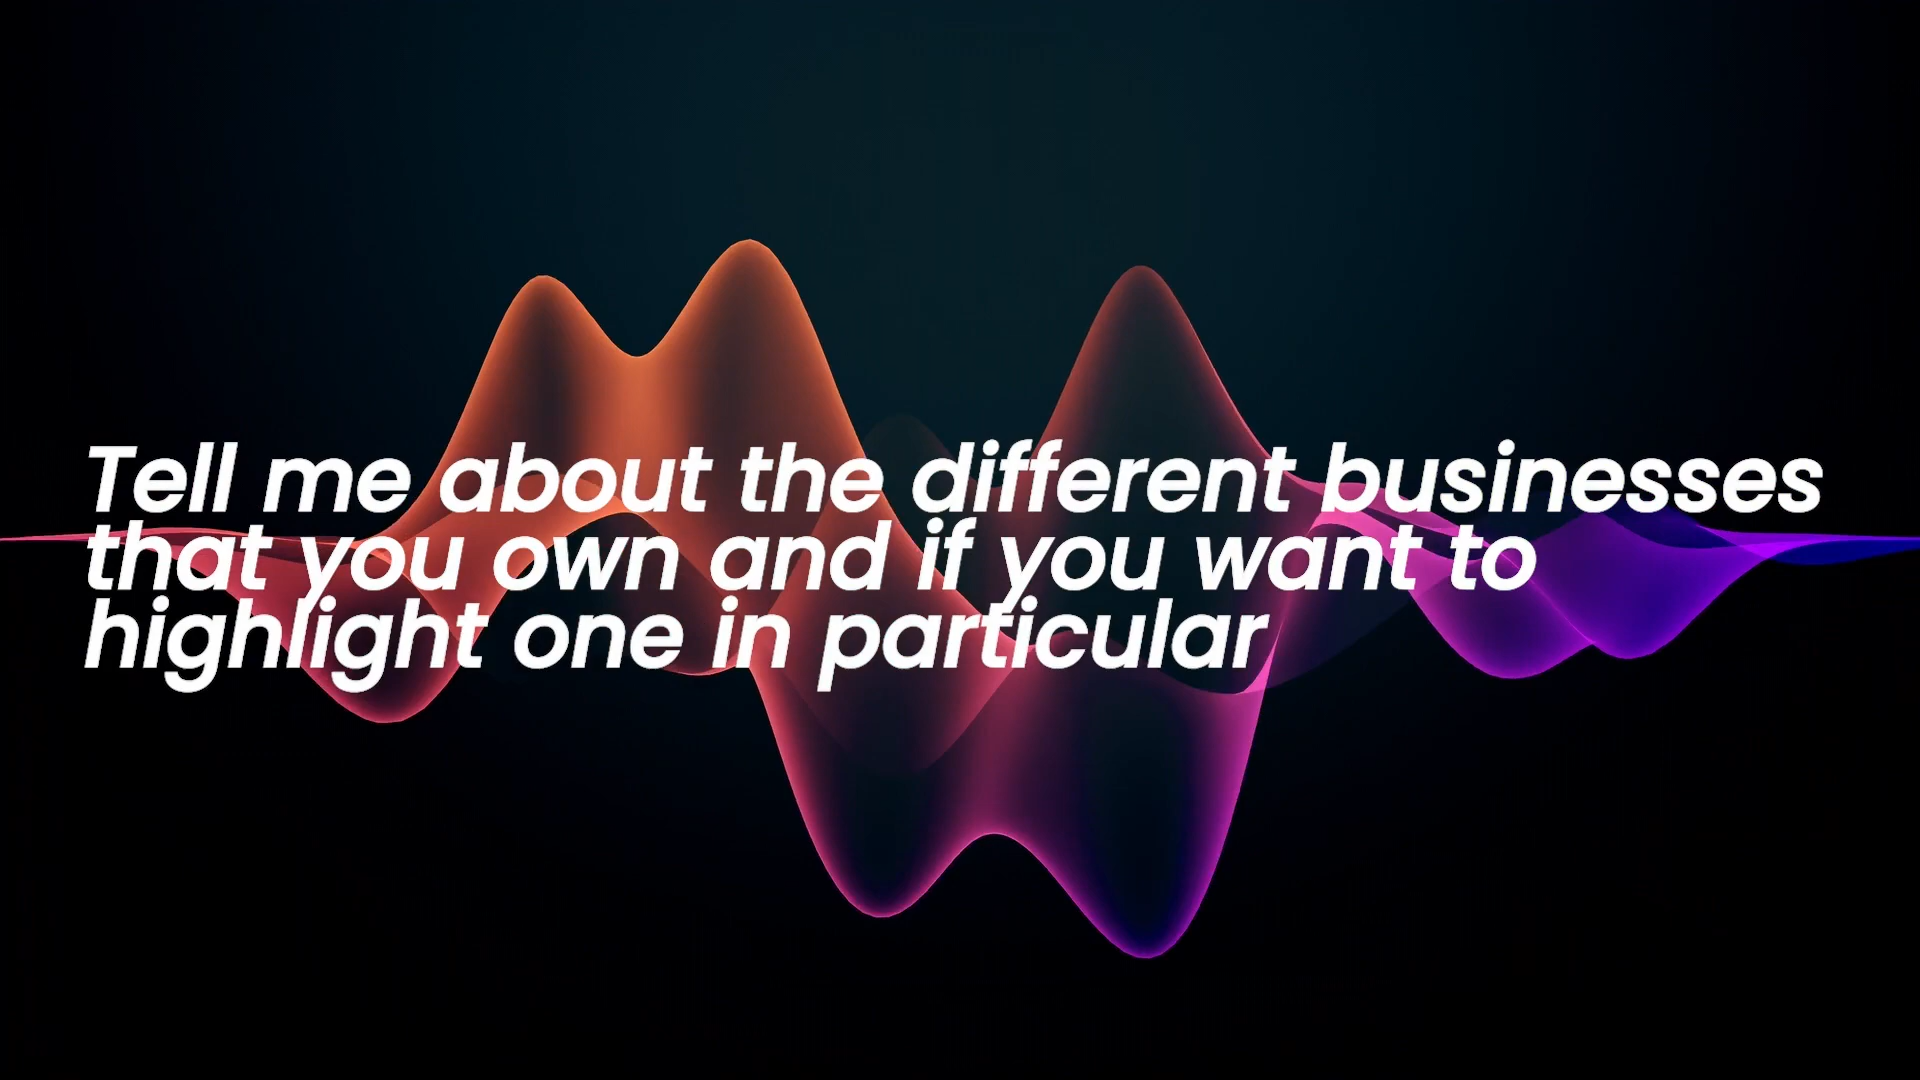 Tell me about the different businesses
that you own and if you want to
highlight one in particular